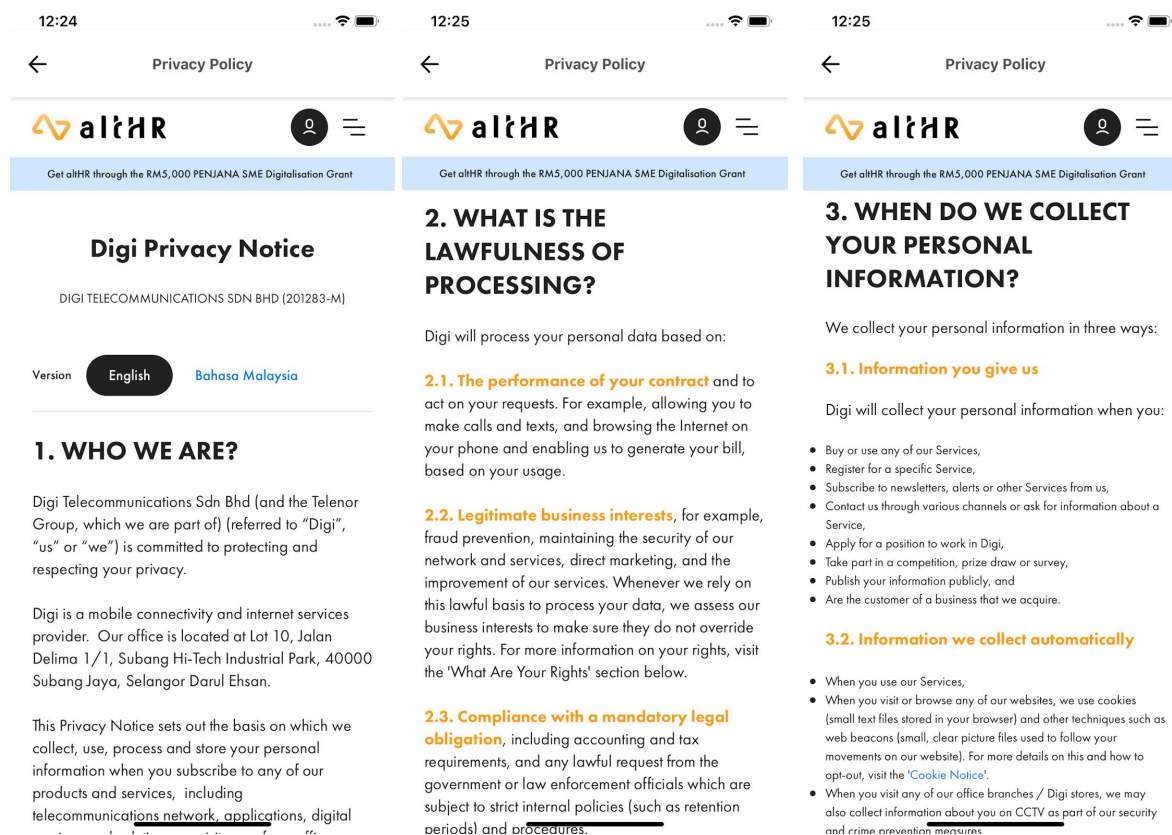 12:24
Privacy Policy
altHR
Get altHR through the RM5,000 PENJANA SME Digitalisation Grant
Digi Privacy Notice
DIGI TELECOMMUNICATIONS SDN BHD (201283-M)
Version English Bahasa Malaysia
1. WHO WE ARE?
Digi Telecommunications Sdn Bhd (and the Telenor
Group, which we are part of) (referred to “Digi”,
“us” or “we”) is committed to protecting and
respecting your privacy.
Digi is a mobile connectivity and internet services
provider. Our office is located at Lot 10, Jalan
Delima 1/1, Subang Hi-Tech Industrial Park, 40000
Subang Jaya, Selangor Darul Ehsan.
This Privacy Notice sets out the basis on which we
collect, use, process and store your personal
information when you subscribe to any of our
products and services, including
telecommunications network, applications, digital
12:25
Privacy Policy
altHR
Get altHR through the RM5,000 PENJANA SME Digitalisation Grant
2. WHAT IS THE
LAWFULNESS OF
PROCESSING?
Digi will process your personal data based on:
2.1. The performance of your contract and to
act on your requests. For example, allowing you to
make calls and texts, and browsing the Internet on
your phone and enabling us to generate your bill,
based on your usage.
2.2. Legitimate business interests, for example,
fraud prevention, maintaining the security of our
network and services, direct marketing, and the
improvement of our services. Whenever we rely on
this lawful basis to process your data, we assess our
business interests to make sure they do not override
your rights. For more information on your rights, visit
the 'What Are Your Rights' section below.
2.3. Compliance with a mandatory legal
obligation, including accounting and tax
requirements, and any lawful request from the
government or law enforcement officials which are
subject to strict internal policies (such as retention
periods) and procedures.
12:25
Privacy Policy
altHR
Get altHR through the RM5,000 PENJANA SME Digitalisation Grant
3. WHEN DO WE COLLECT
YOUR PERSONAL
INFORMATION?
We collect your personal information in three ways:
3.1. Information you give us
Digi will collect your personal information when you:
• Buy or use any of our Services,
• Register for a specific Service,
• Subscribe to newsletters, alerts or other Services from us,
• Contact us through various channels or ask for information about a
Service,
• Apply for a position to work in Digi,
• Take part in a competition, prize draw or survey,
• Publish your information publicly, and
• Are the customer of a business that we acquire.
3.2. Information we collect automatically
• When you use our Services,
• When you visit or browse any of our websites, we use cookies
(small text files stored in your browser) and other techniques such as
web beacons (small, clear picture files used to follow your
movements on our website). For more details on this and how to
opt-out, visit the 'Cookie Notice'.
• When you visit any of our office branches / Digi stores, we may
also collect information about you on CCTV as part of our security
and crime prevention measures.